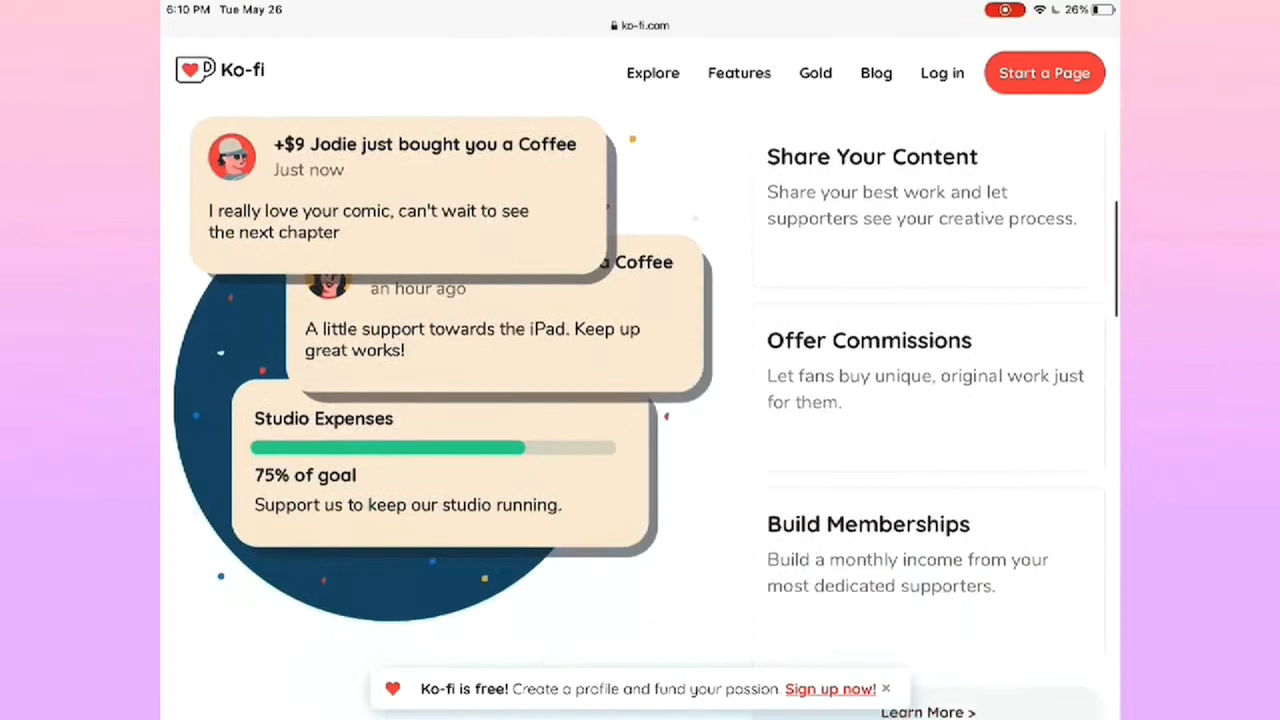 6:10 PM Tue May 26
26%
ko-fi.com
Ko-fi
Explore Features Gold Blog Log in Start a Page
+$9 Jodie just bought you a Coffee
Just now
I really love your comic, can't wait to see
the next chapter
a Coffee
an hour ago
A little support towards the iPad. Keep up
great works!
Studio Expenses
75% of goal
Support us to keep our studio running.
Share Your Content
Share your best work and let
supporters see your creative process.
Offer Commissions
Let fans buy unique, original work just
for them.
Build Memberships
Build a monthly income from your
most dedicated supporters.
Ko-fi is free! Create a profile and fund your passion. Sign up now! ×
Learn More >